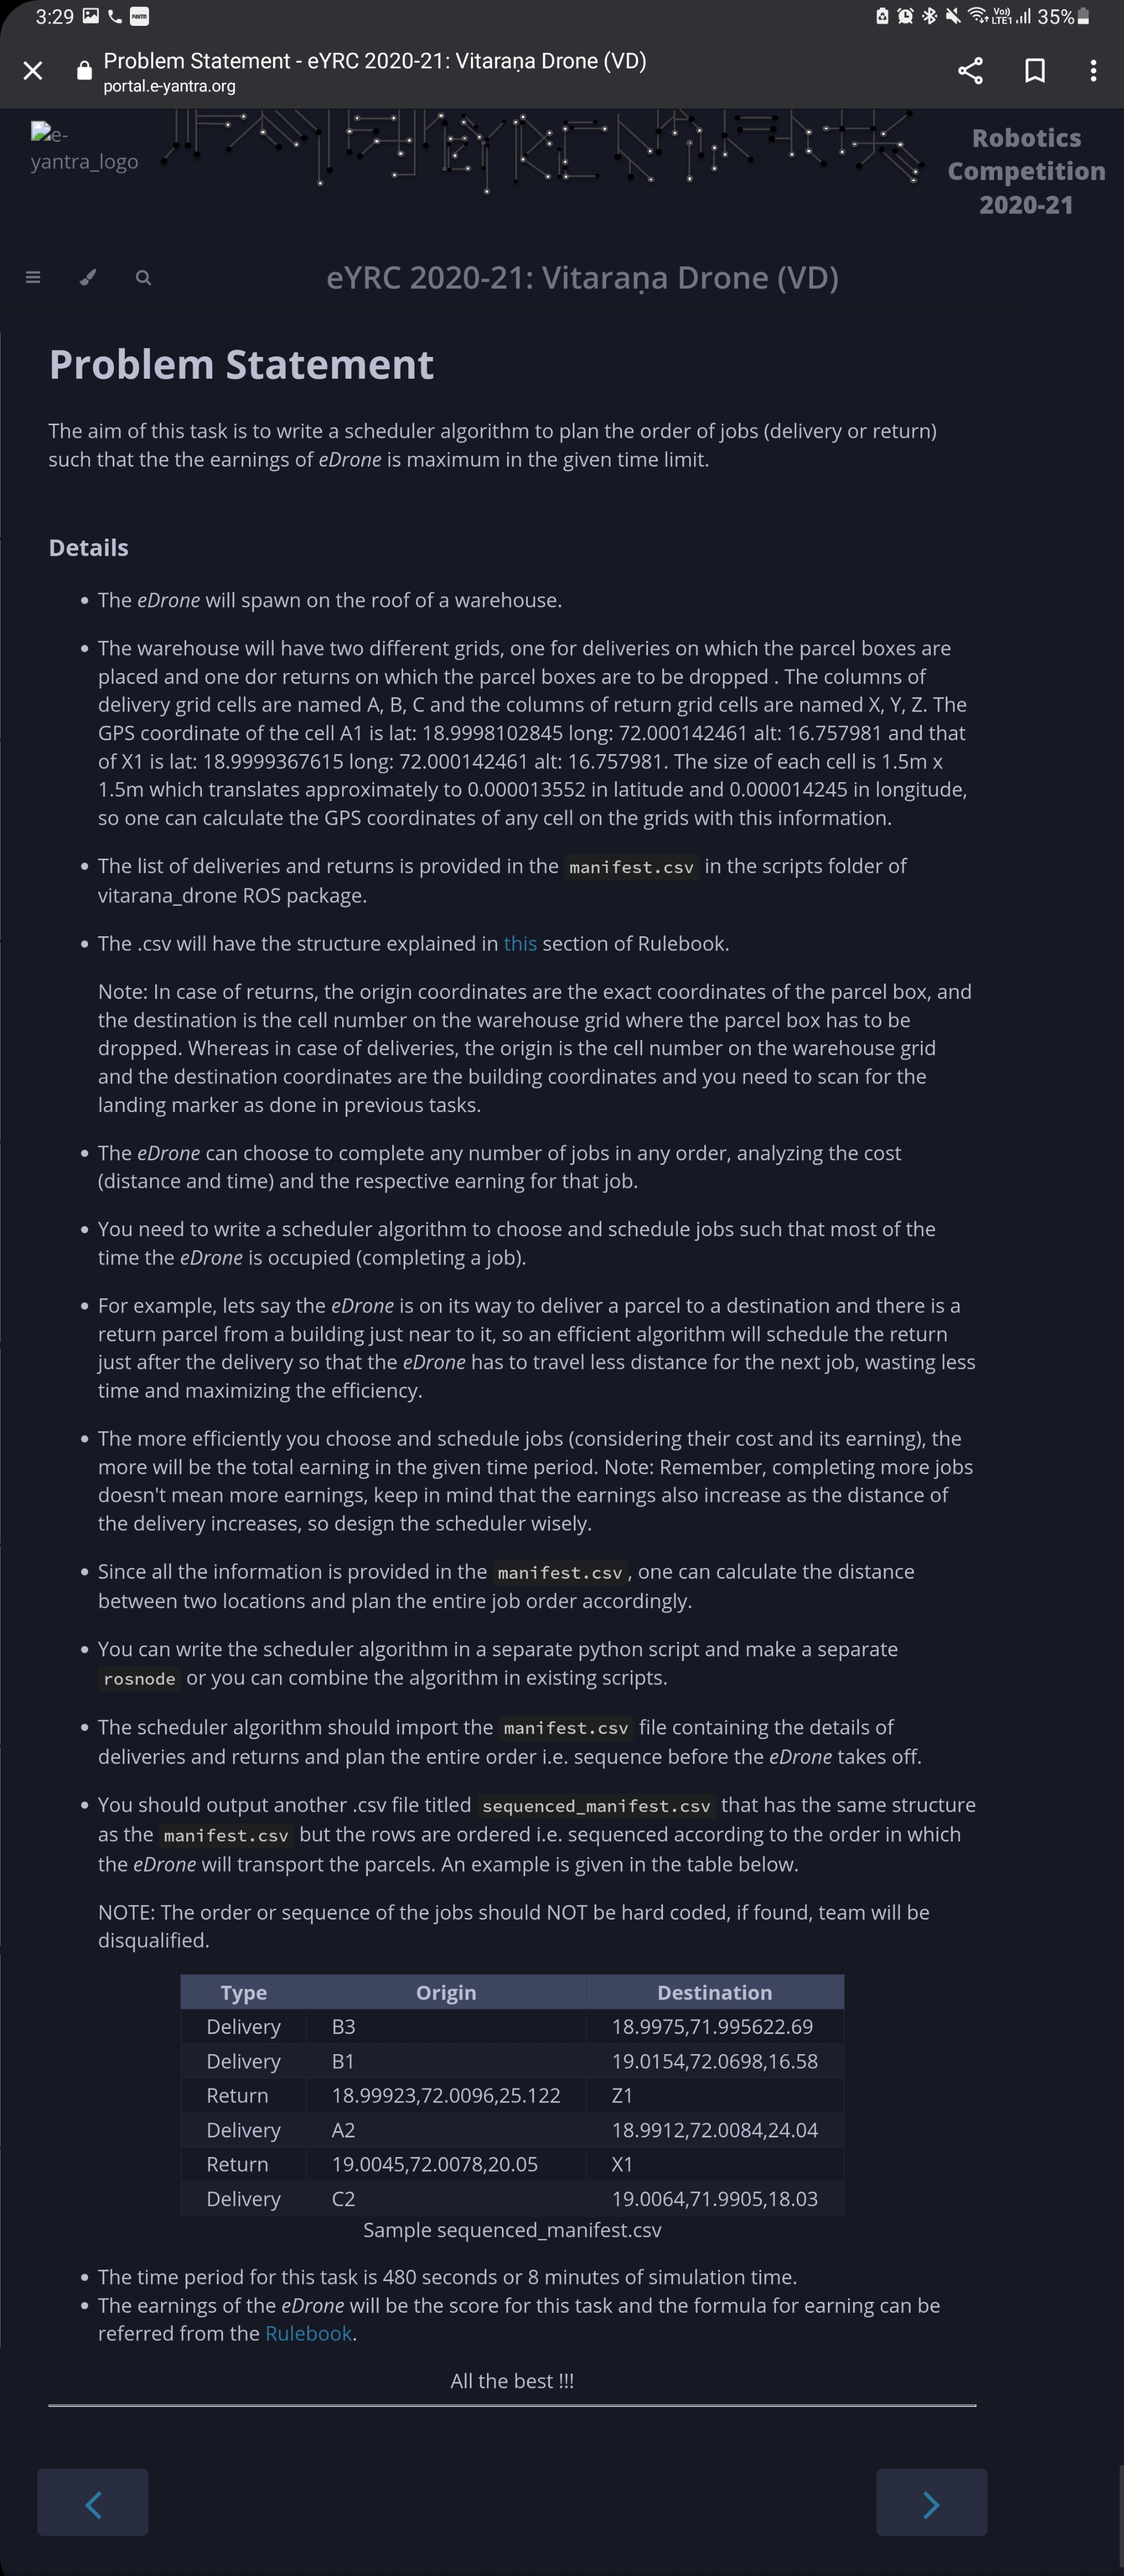 3:29
Vo)) LTE1 35%
Problem Statement - eYRC 2020-21: Vitaraṇa Drone (VD)
portal.e-yantra.org
e-
yantra_logo
Robotics
Competition
2020-21
eYRC 2020-21: Vitaraṇa Drone (VD)
Problem Statement
The aim of this task is to write a scheduler algorithm to plan the order of jobs (delivery or return)
such that the the earnings of eDrone is maximum in the given time limit.
Details
• The eDrone will spawn on the roof of a warehouse.
• The warehouse will have two different grids, one for deliveries on which the parcel boxes are
placed and one dor returns on which the parcel boxes are to be dropped . The columns of
delivery grid cells are named A, B, C and the columns of return grid cells are named X, Y, Z. The
GPS coordinate of the cell A1 is lat: 18.9998102845 long: 72.000142461 alt: 16.757981 and that
of X1 is lat: 18.9999367615 long: 72.000142461 alt: 16.757981. The size of each cell is 1.5m x
1.5m which translates approximately to 0.000013552 in latitude and 0.000014245 in longitude,
so one can calculate the GPS coordinates of any cell on the grids with this information.
• The list of deliveries and returns is provided in the manifest.csv in the scripts folder of
vitarana_drone ROS package.
• The .csv will have the structure explained in this section of Rulebook.
Note: In case of returns, the origin coordinates are the exact coordinates of the parcel box, and
the destination is the cell number on the warehouse grid where the parcel box has to be
dropped. Whereas in case of deliveries, the origin is the cell number on the warehouse grid
and the destination coordinates are the building coordinates and you need to scan for the
landing marker as done in previous tasks.
• The eDrone can choose to complete any number of jobs in any order, analyzing the cost
(distance and time) and the respective earning for that job.
• You need to write a scheduler algorithm to choose and schedule jobs such that most of the
time the eDrone is occupied (completing a job).
• For example, lets say the eDrone is on its way to deliver a parcel to a destination and there is a
return parcel from a building just near to it, so an efficient algorithm will schedule the return
just after the delivery so that the eDrone has to travel less distance for the next job, wasting less
time and maximizing the efficiency.
• The more efficiently you choose and schedule jobs (considering their cost and its earning), the
more will be the total earning in the given time period. Note: Remember, completing more jobs
doesn't mean more earnings, keep in mind that the earnings also increase as the distance of
the delivery increases, so design the scheduler wisely.
• Since all the information is provided in the manifest.csv , one can calculate the distance
between two locations and plan the entire job order accordingly.
• You can write the scheduler algorithm in a separate python script and make a separate
rosnode or you can combine the algorithm in existing scripts.
• The scheduler algorithm should import the manifest.csv file containing the details of
deliveries and returns and plan the entire order i.e. sequence before the eDrone takes off.
• You should output another .csv file titled sequenced_manifest.csv that has the same structure
as the manifest.csv but the rows are ordered i.e. sequenced according to the order in which
the eDrone will transport the parcels. An example is given in the table below.
NOTE: The order or sequence of the jobs should NOT be hard coded, if found, team will be
disqualified.
Type Origin Destination
Delivery B3 18.9975,71.995622.69
Delivery B1 19.0154,72.0698,16.58
Return 18.99923,72.0096,25.122 Z1
Delivery A2 18.9912,72.0084,24.04
Return 19.0045,72.0078,20.05 X1
Delivery C2 19.0064,71.9905,18.03
Sample sequenced_manifest.csv
• The time period for this task is 480 seconds or 8 minutes of simulation time.
• The earnings of the eDrone will be the score for this task and the formula for earning can be
referred from the Rulebook.
All the best !!!